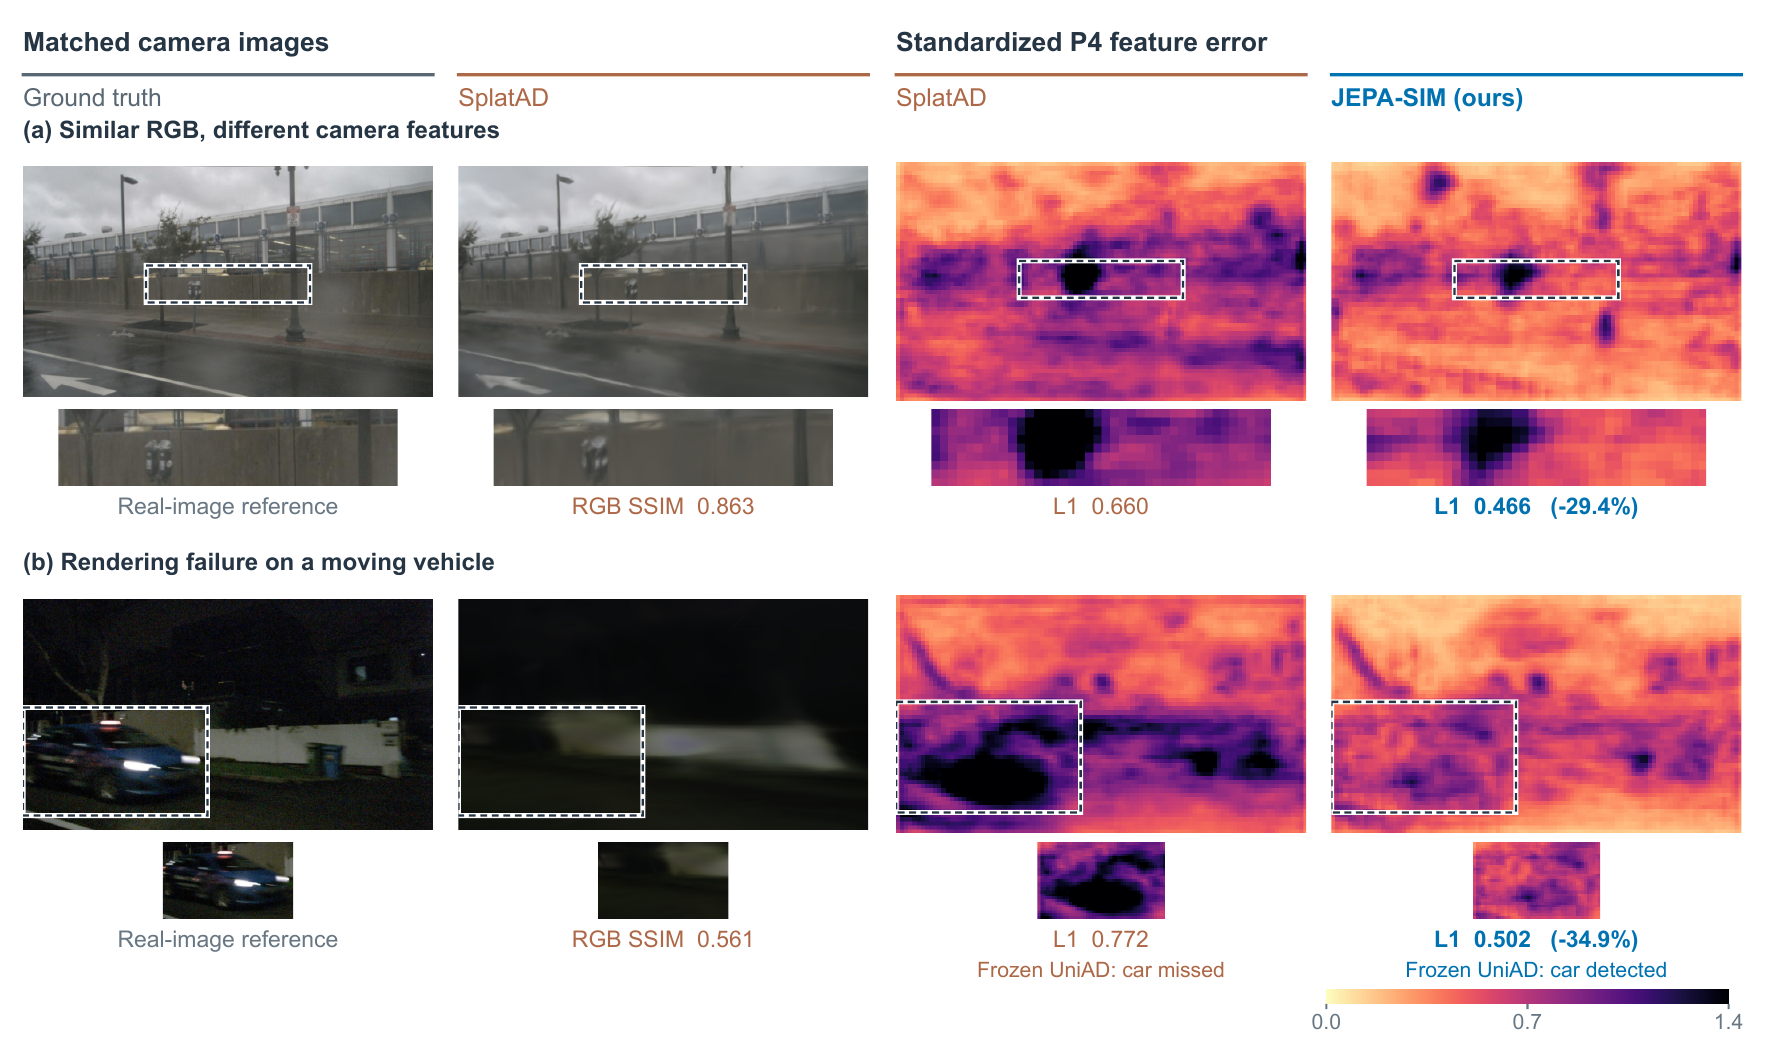 Matched camera images
Standardized P4 feature error
Ground truth
SplatAD
SplatAD
JEPA-SIM (ours)
(a) Similar RGB, different camera features
Real-image reference
RGB SSIM 0.863
L1 0.660
L1 0.466 (-29.4%)
(b) Rendering failure on a moving vehicle
Real-image reference
RGB SSIM 0.561
L1 0.772
L1 0.502 (-34.9%)
Frozen UniAD: car missed
Frozen UniAD: car detected
0.0
0.7
1.4